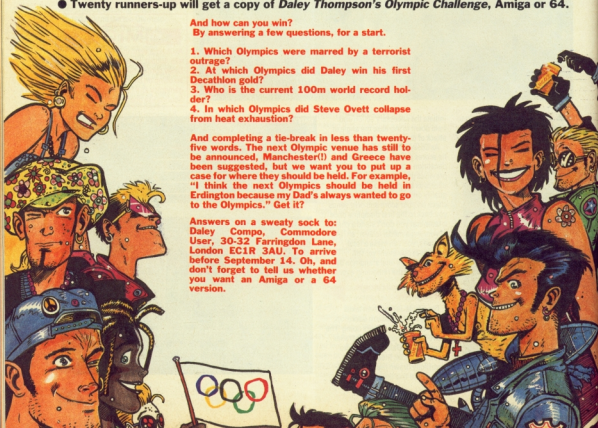 ● Twenty runners-up will get a copy of Daley Thompson's Olympic Challenge, Amiga or 64.
And how can you win?
By answering a few questions, for a start.
1. Which Olympics were marred by a terrorist
outrage?
2. At which Olympics did Daley win his first
Decathlon gold?
3. Who is the current 100m world record hol-
der?
4. In which Olympics did Steve Ovett collapse
from heat exhaustion?
And completing a tie-break in less than twenty-
five words. The next Olympic venue has still to
be announced, Manchester(!) and Greece have
been suggested, but we want you to put up a
case for where they should be held. For example,
"I think the next Olympics should be held in
Erdington because my Dad's always wanted to go
to the Olympics." Get it?
Answers on a sweaty sock to:
Daley Compo, Commodore
User, 30-32 Farringdon Lane,
London EC1R 3AU. To arrive
before September 14. Oh, and
don't forget to tell us whether
you want an Amiga or a 64
version.